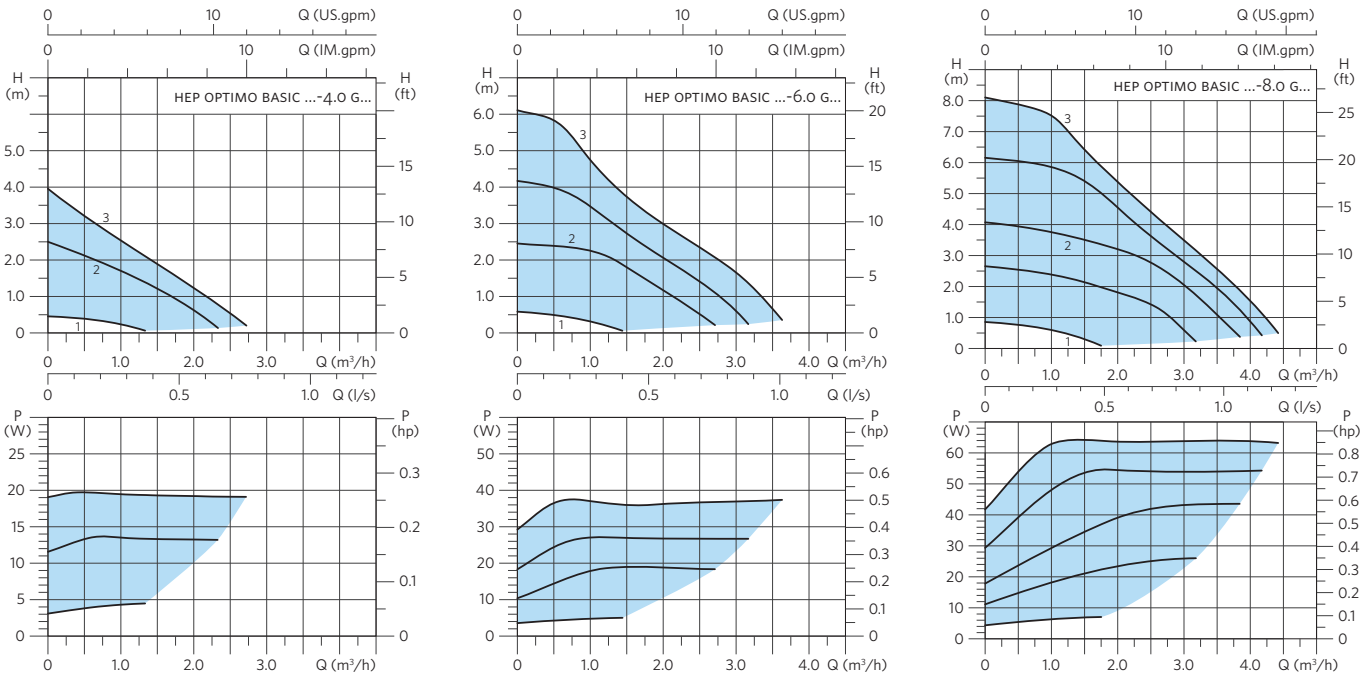 0 10 Q (US.gpm)
0 10 Q (IM.gpm)
H (m) H (ft)
HEP OPTIMO BASIC ...-4.0 G...
5.0 15
4.0
3.0 10
2.0 5
1.0
0 0
3
2
1
0 1.0 2.0 3.0 Q (m³/h)
0 0.5 1.0 Q (l/s)
P (W) P (hp)
25 0.3
20
15 0.2
10 0.1
5
0 0
0 1.0 2.0 3.0 Q (m³/h)
0 10 Q (US.gpm)
0 10 Q (IM.gpm)
H (m) H (ft)
HEP OPTIMO BASIC ...-6.0 G...
6.0 20
5.0 15
4.0
3.0 10
2.0 5
1.0
0 0
3
2
1
0 1.0 2.0 3.0 4.0 Q (m³/h)
0 0.5 1.0 Q (l/s)
P (W) P (hp)
50 0.6
40 0.5
30 0.4
20 0.3
10 0.2
0 0.1
0
0 1.0 2.0 3.0 4.0 Q (m³/h)
0 10 Q (US.gpm)
0 10 Q (IM.gpm)
H (m) H (ft)
HEP OPTIMO BASIC ...-8.0 G...
8.0 25
7.0
6.0 20
5.0 15
4.0
3.0 10
2.0 5
1.0
0 0
3
2
1
0 1.0 2.0 3.0 4.0 Q (m³/h)
0 0.5 1.0 Q (l/s)
P (W) P (hp)
60 0.8
50 0.7
40 0.6
30 0.5
20 0.4
10 0.3
0 0.2
0.1
0
0 1.0 2.0 3.0 4.0 Q (m³/h)